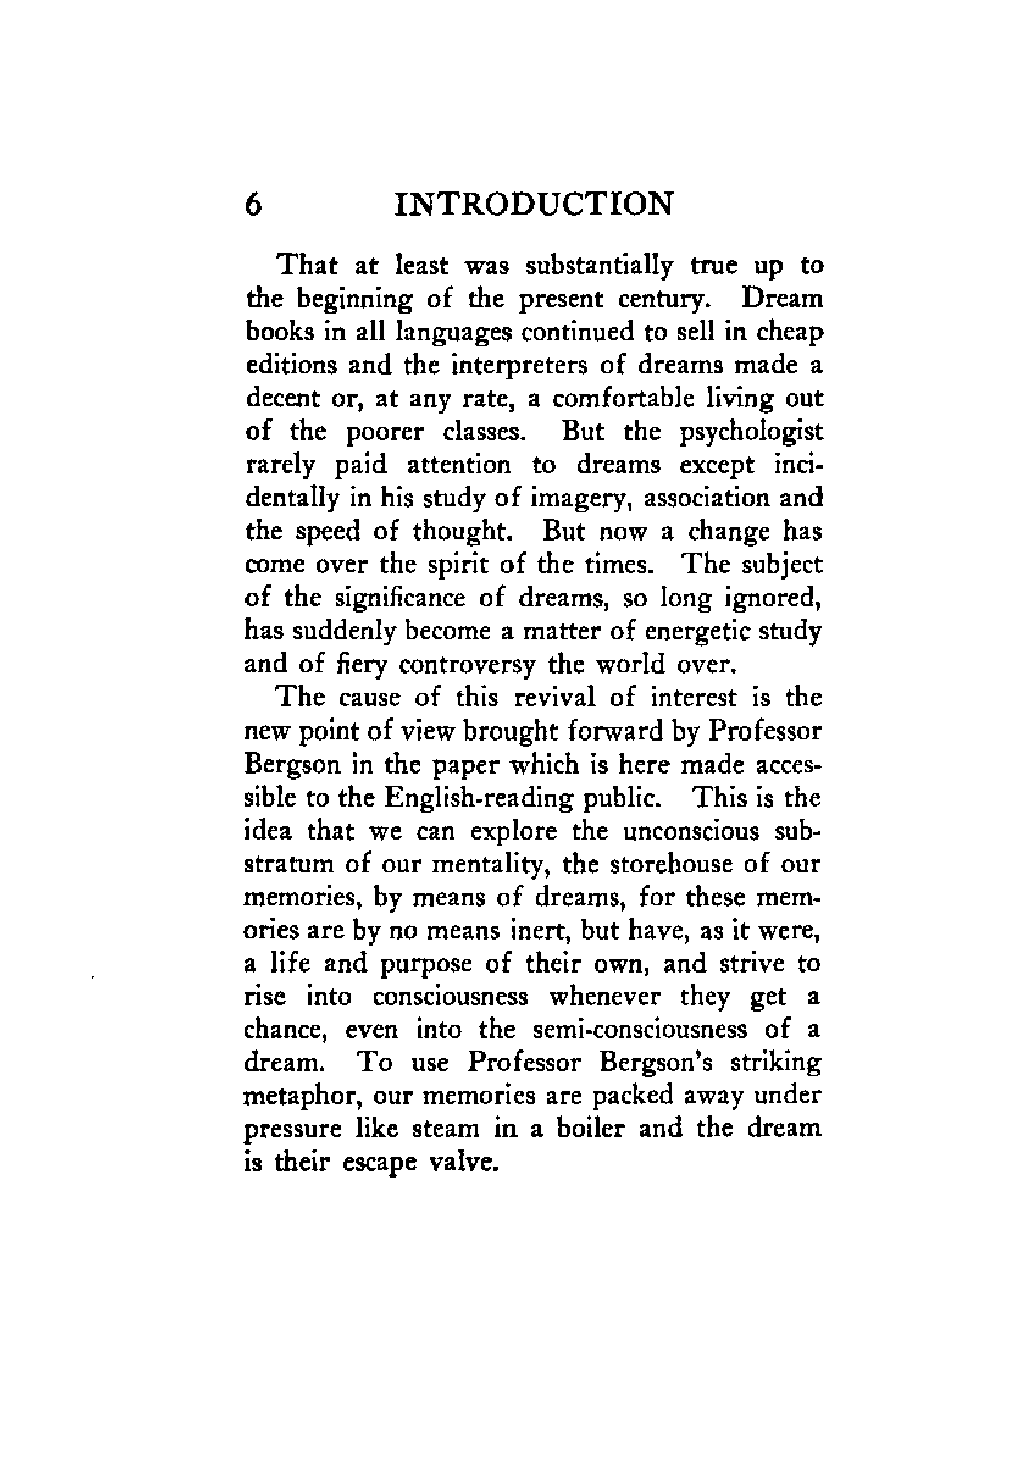 6 INTRODUCTION
That at least was substantially true up to
the beginning of the present century. Dream
books in all languages continued to sell in cheap
editions and the interpreters of dreams made a
decent or, at any rate, a comfortable living out
of the poorer classes. But the psychologist
rarely paid attention to dreams except inci-
dentally in his study of imagery, association and
the speed of thought. But now a change has
come over the spirit of the times. The subject
of the significance of dreams, so long ignored,
has suddenly become a matter of energetic study
and of fiery controversy the world over.
The cause of this revival of interest is the
new point of view brought forward by Professor
Bergson in the paper which is here made acces-
sible to the English-reading public. This is the
idea that we can explore the unconscious sub-
stratum of our mentality, the storehouse of our
memories, by means of dreams, for these mem-
ories are by no means inert, but have, as it were,
a life and purpose of their own, and strive to
rise into consciousness whenever they get a
chance, even into the semi-consciousness of a
dream. To use Professor Bergson's striking
metaphor, our memories are packed away under
pressure like steam in a boiler and the dream
is their escape valve.